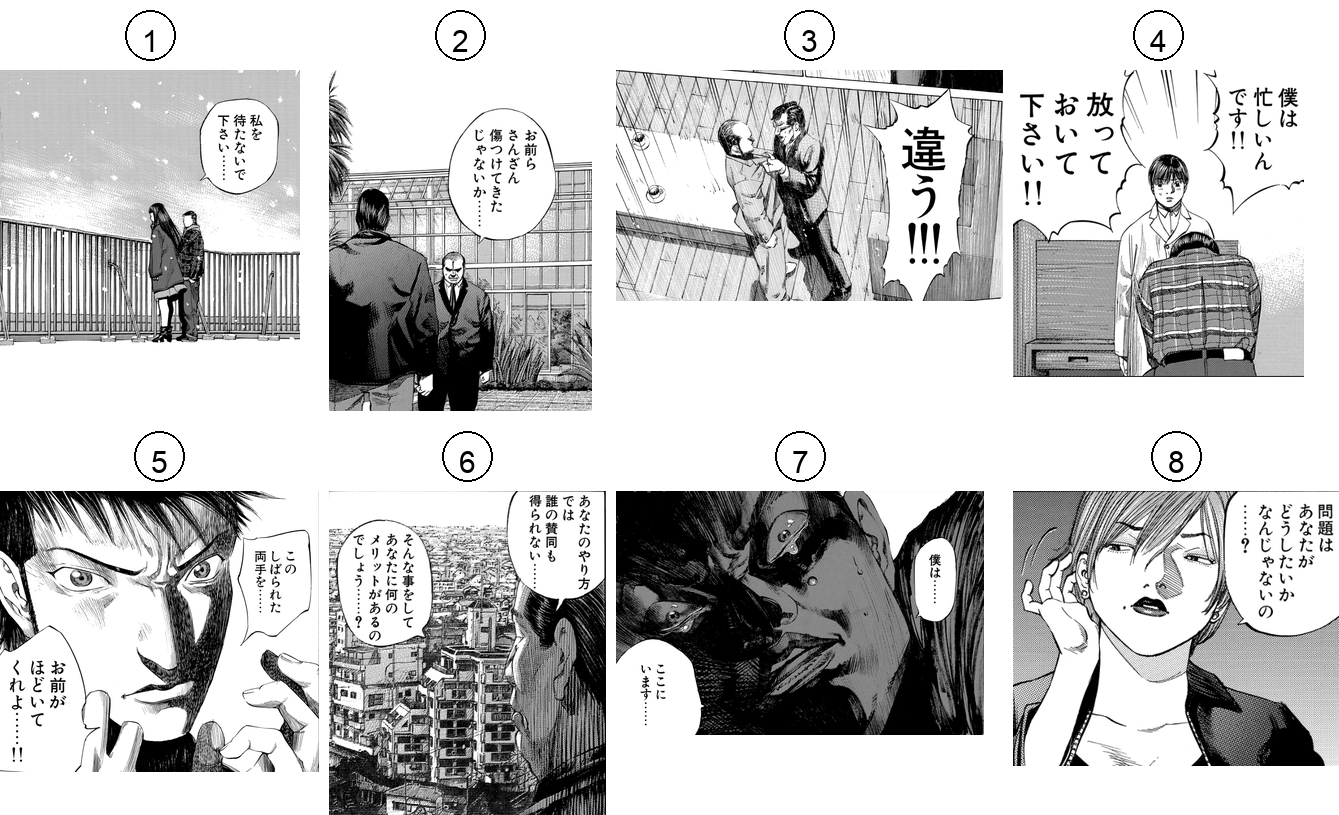 1
私を
待たないで
下さい……
2
お前ら
さんざん
傷つけてきた
じゃないか……
3
違う!!!
4
僕は
忙しいん
です!!
放って
おいて
下さい!!
5
この
しばられた
両手を……
お前が
ほどいて
くれよ……!!
6
あなたのやり方
では
誰の賛同も
得られない……
そんな事をして
あなたに何の
メリットがあるの
でしょう……?
7
僕は……
ここに
います……
8
問題は
あなたが
どうしたいか
なんじゃないの
……?